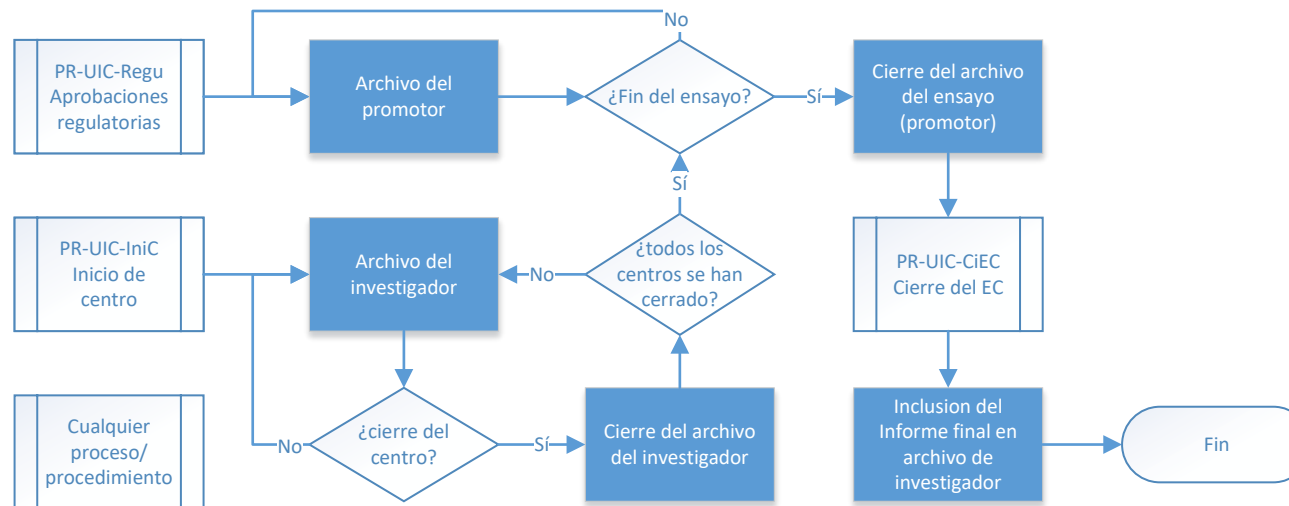 No
PR-UIC-Regu
Aprobaciones
regulatorias
Archivo del
promotor
¿Fin del ensayo?
Sí
Cierre del archivo
del ensayo
(promotor)
Sí
PR-UIC-IniC
Inicio de
centro
Archivo del
investigador
No
¿todos los
centros se han
cerrado?
PR-UIC-CiEC
Cierre del EC
Cualquier
proceso/
procedimiento
No
¿cierre del
centro?
Sí
Cierre del archivo
del investigador
Inclusion del
Informe final en
archivo de
investigador
Fin